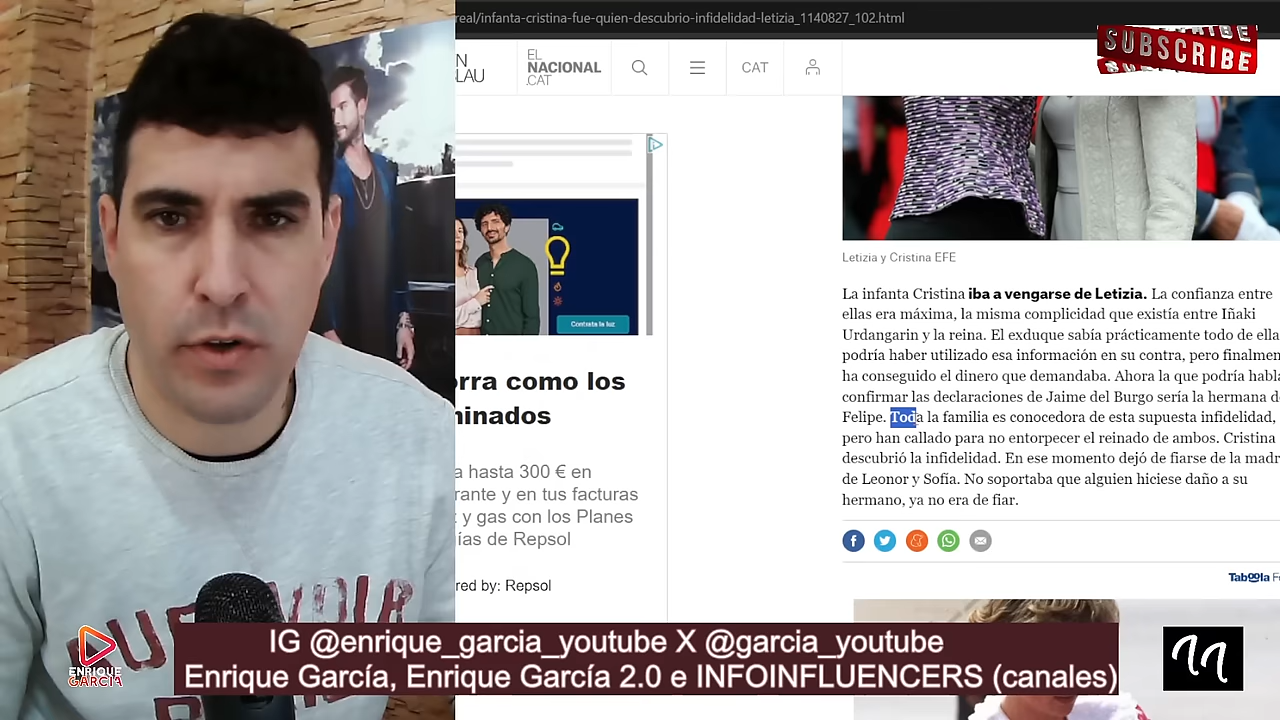 real/infanta-cristina-fue-quien-descubrio-infidelidad-letizia_1140827_102.html
SUBSCRIBE
EL
NACIONAL
.CAT
CAT
Letizia y Cristina EFE
La infanta Cristina iba a vengarse de Letizia. La confianza entre
ellas era máxima, la misma complicidad que existía entre Iñaki
Urdangarin y la reina. El exduque sabía prácticamente todo de ella
podría haber utilizado esa información en su contra, pero finalmen
ha conseguido el dinero que demandaba. Ahora la que podría habla
confirmar las declaraciones de Jaime del Burgo sería la hermana de
Felipe. Toda la familia es conocedora de esta supuesta infidelidad,
pero han callado para no entorpecer el reinado de ambos. Cristina
descubrió la infidelidad. En ese momento dejó de fiarse de la madr
de Leonor y Sofía. No soportaba que alguien hiciese daño a su
hermano, ya no era de fiar.
Contrata la luz
orra como los
minados
a hasta 300 € en
rante y en tus facturas
y gas con los Planes
ías de Repsol
red by: Repsol
Taboola
IG @enrique_garcia_youtube X @garcia_youtube
Enrique García, Enrique García 2.0 e INFOINFLUENCERS (canales)
ENRIQUE
GARCÍA